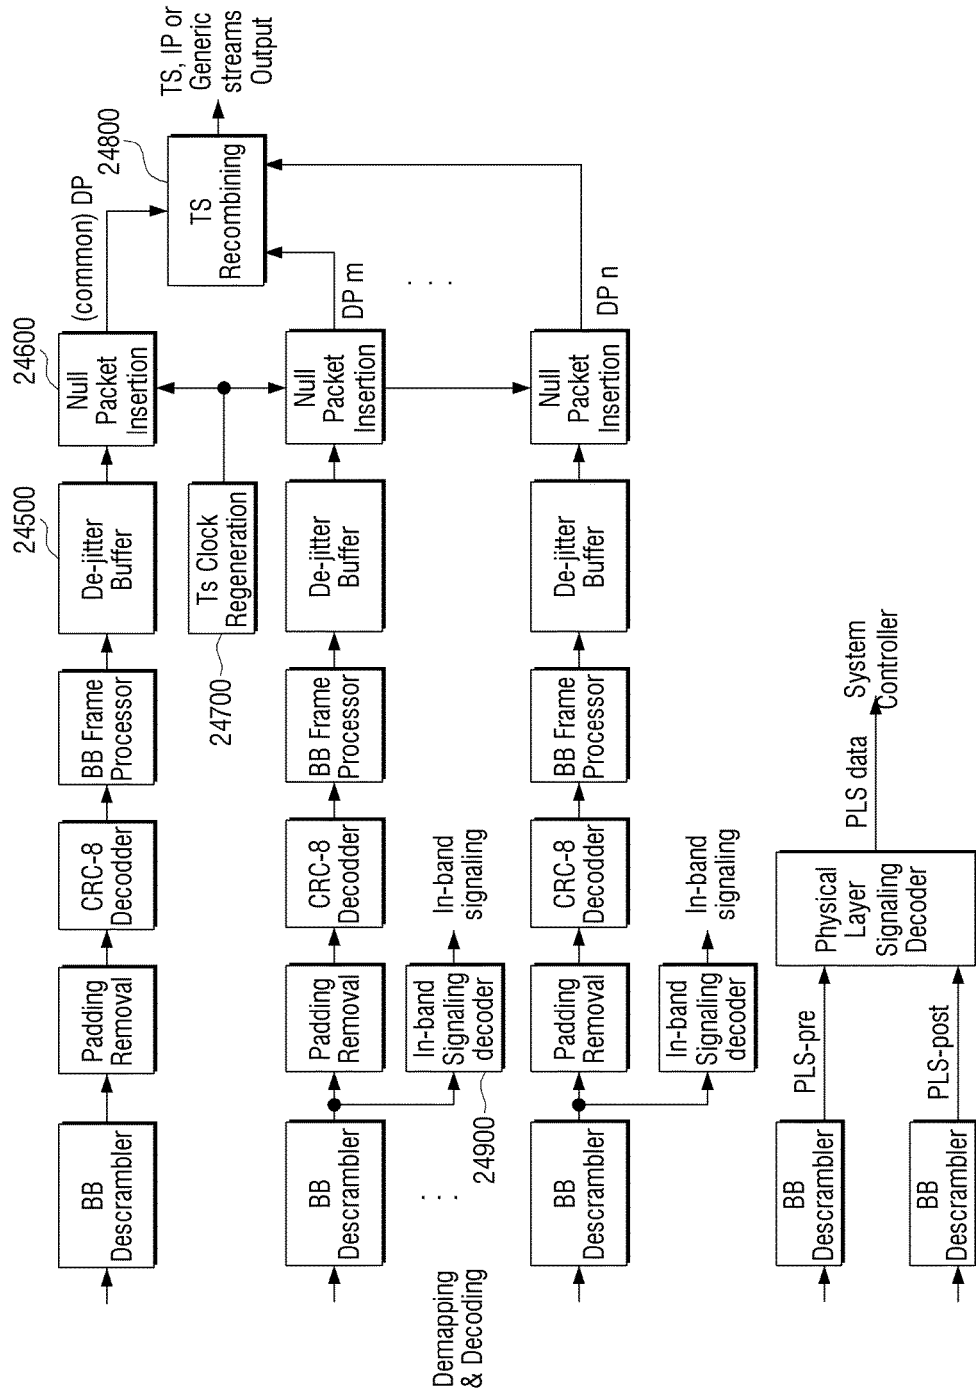 BB
Descrambler
Padding
Removal
CRC-8
Decodder
BB Frame
Processor
24500
De-jitter
Buffer
24600
Null
Packet
Insertion
(common) DP
24800
TS
Recombining
TS, IP or
Generic
streams
Output
24700
Ts Clock
Regeneration
BB
Descrambler
Padding
Removal
CRC-8
Decodder
BB Frame
Processor
De-jitter
Buffer
Null
Packet
Insertion
DP m
24900
In-band
Signaling
decoder
In-band
signaling
. . .
. . .
Demapping
& Decoding
BB
Descrambler
Padding
Removal
CRC-8
Decodder
BB Frame
Processor
De-jitter
Buffer
Null
Packet
Insertion
DP n
In-band
Signaling
decoder
In-band
signaling
BB
Descrambler
PLS-pre
Physical
Layer
Signaling
Decoder
PLS data
System
Controller
BB
Descrambler
PLS-post